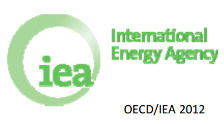 iea
International
Energy Agency
OECD/IEA 2012